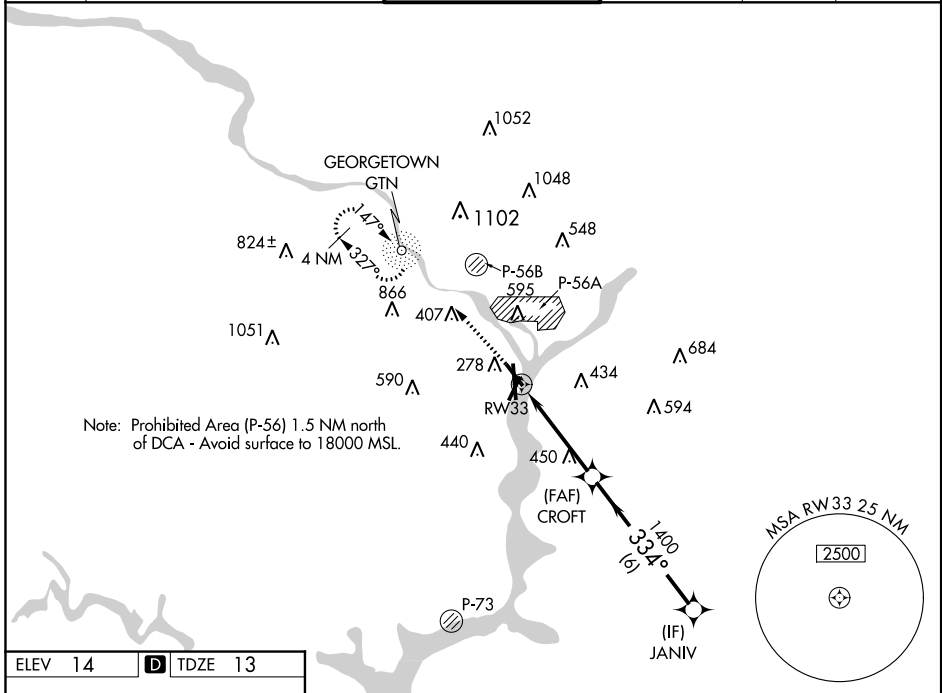 1052
GEORGETOWN
GTN
1048
147°
1102
824±
548
4 NM
327°
P-56B
P-56A
866
595
407
1051
278
684
590
434
RW33
594
Note: Prohibited Area (P-56) 1.5 NM north
of DCA - Avoid surface to 18000 MSL.
440
450
(FAF)
CROFT
1400
334°
(6)
MSA RW33 25 NM
2500
P-73
(IF)
JANIV
ELEV 14 D TDZE 13